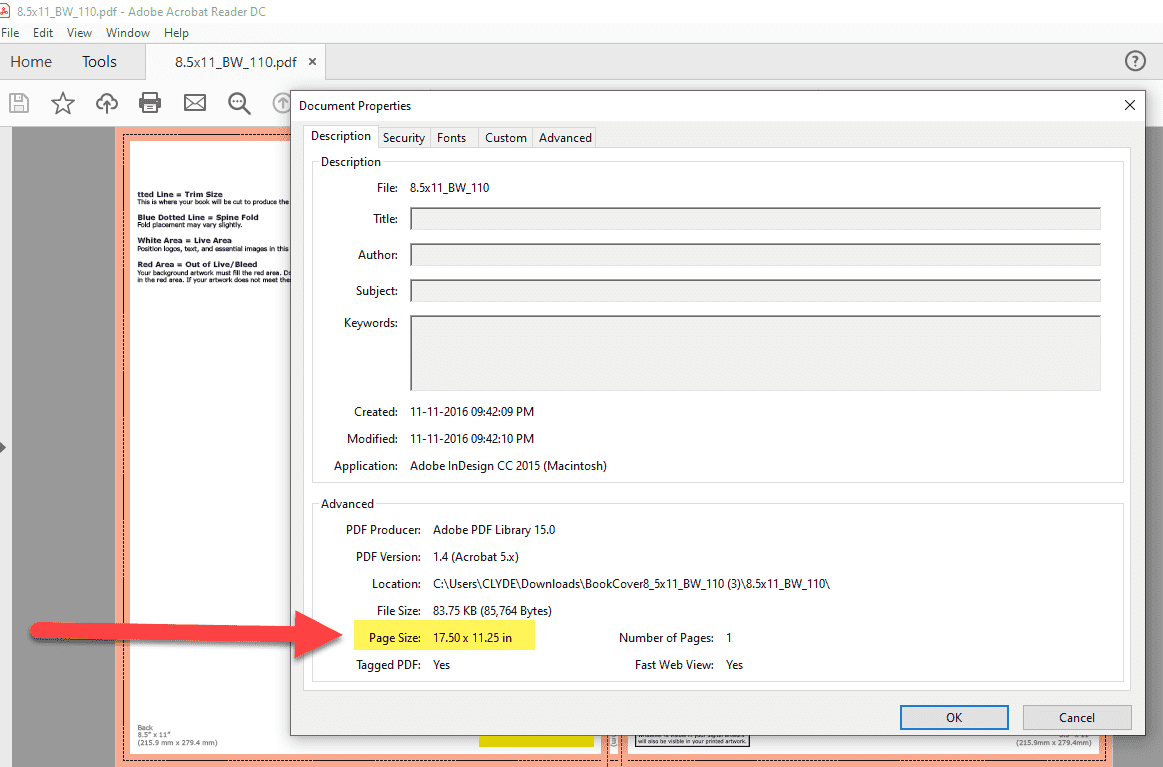 8.5x11_BW_110.pdf - Adobe Acrobat Reader DC
File Edit View Window Help
Home Tools 8.5x11_BW_110.pdf ×
Document Properties
Description Security Fonts Custom Advanced
Description
File: 8.5x11_BW_110
Title:
Author:
Subject:
Keywords:
Created: 11-11-2016 09:42:09 PM
Modified: 11-11-2016 09:42:10 PM
Application: Adobe InDesign CC 2015 (Macintosh)
Advanced
PDF Producer: Adobe PDF Library 15.0
PDF Version: 1.4 (Acrobat 5.x)
Location: C:\Users\CLYDE\Downloads\BookCover8_5x11_BW_110 (3)\8.5x11_BW_110\
File Size: 83.75 KB (85,764 Bytes)
Page Size: 17.50 x 11.25 in Number of Pages: 1
Tagged PDF: Yes Fast Web View: Yes
OK Cancel
tted Line = Trim Size
This is where your book will be cut to produce the
Blue Dotted Line = Spine Fold
Fold placement may vary slightly.
White Area = Live Area
Position logos, text, and essential images in this
Red Area = Out of Live/Bleed
Your background artwork must fill the red area. Do
in the red area. If your artwork does not meet the
Back
8.5" x 11"
(215.9 mm x 279.4 mm)
will also be visible in your printed artwork.
(215.9mm x 279.4mm)